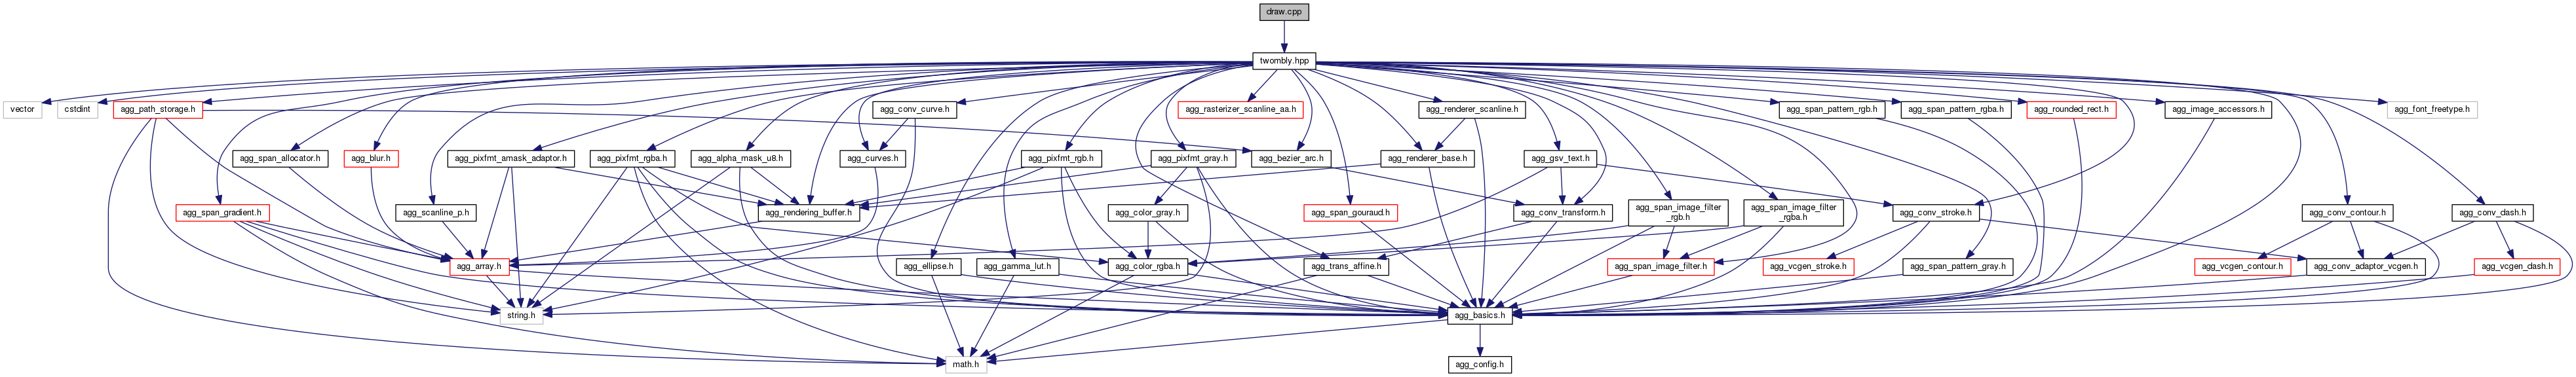 draw.cpp
twombly.hpp
vector
cstdint
agg_path_storage.h
agg_conv_curve.h
agg_rasterizer_scanline_aa.h
agg_renderer_scanline.h
agg_span_pattern_rgb.h
agg_span_pattern_rgba.h
agg_rounded_rect.h
agg_image_accessors.h
agg_font_freetype.h
agg_span_allocator.h
agg_blur.h
agg_pixfmt_amask_adaptor.h
agg_pixfmt_rgba.h
agg_alpha_mask_u8.h
agg_curves.h
agg_pixfmt_rgb.h
agg_pixfmt_gray.h
agg_bezier_arc.h
agg_renderer_base.h
agg_gsv_text.h
agg_span_gradient.h
agg_scanline_p.h
agg_rendering_buffer.h
agg_color_gray.h
agg_span_gouraud.h
agg_conv_transform.h
agg_span_image_filter
_rgb.h
agg_span_image_filter
_rgba.h
agg_conv_stroke.h
agg_conv_contour.h
agg_conv_dash.h
agg_array.h
agg_ellipse.h
agg_gamma_lut.h
agg_color_rgba.h
agg_trans_affine.h
agg_span_image_filter.h
agg_vcgen_stroke.h
agg_span_pattern_gray.h
agg_vcgen_contour.h
agg_conv_adaptor_vcgen.h
agg_vcgen_dash.h
string.h
agg_basics.h
math.h
agg_config.h